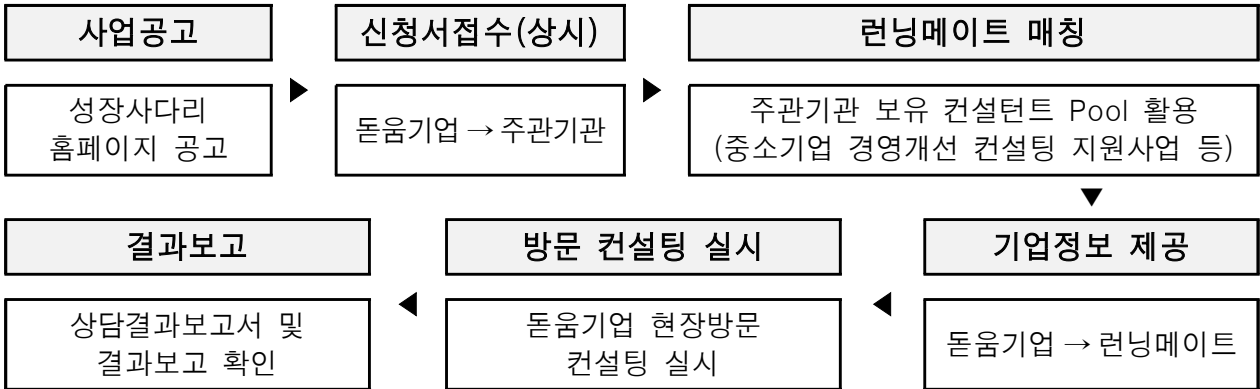 사업공고
성장사다리
홈페이지 공고
▶
신청서접수(상시)
돋움기업 → 주관기관
▶
런닝메이트 매칭
주관기관 보유 컨설턴트 Pool 활용
(중소기업 경영개선 컨설팅 지원사업 등)
▼
기업정보 제공
돋움기업 → 런닝메이트
◀
방문 컨설팅 실시
돋움기업 현장방문
컨설팅 실시
◀
결과보고
상담결과보고서 및
결과보고 확인